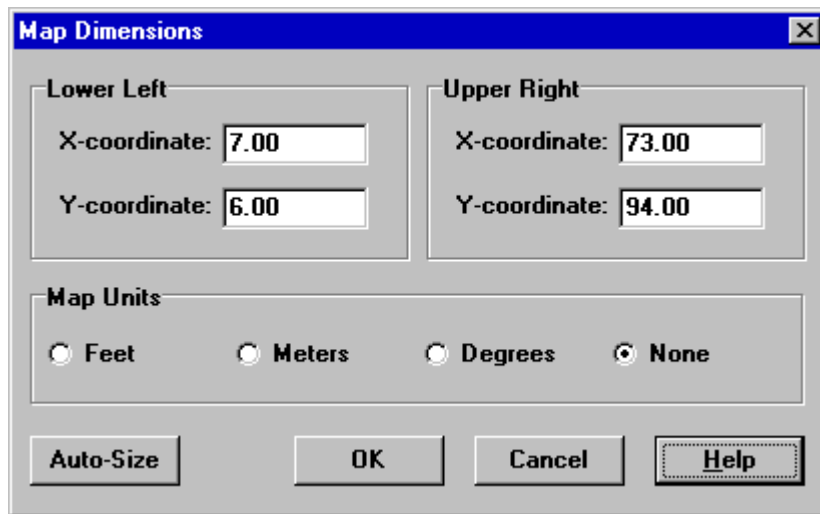 Map Dimensions
Lower Left
X-coordinate: 7.00
Y-coordinate: 6.00
Upper Right
X-coordinate: 73.00
Y-coordinate: 94.00
Map Units
Feet Meters Degrees None
Auto-Size OK Cancel Help